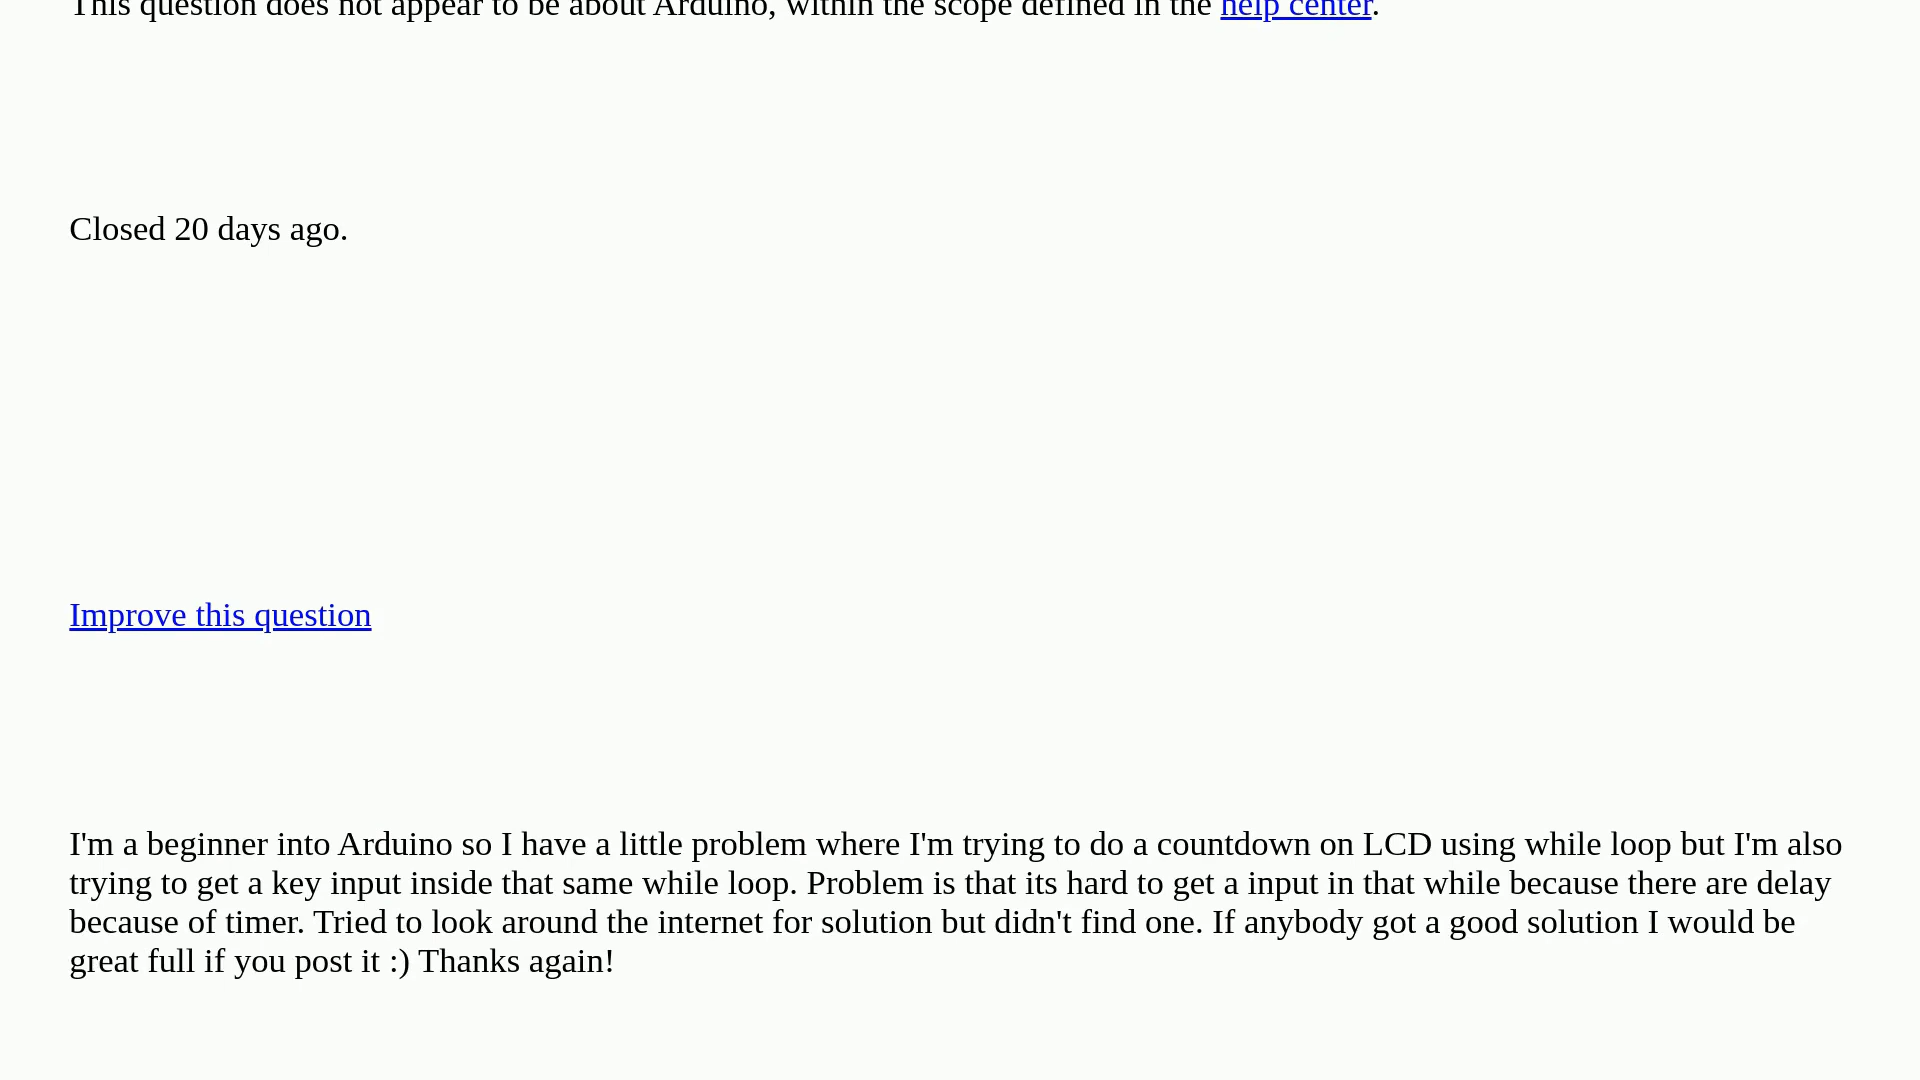 This question does not appear to be about Arduino, within the scope defined in the help center.
Closed 20 days ago.
Improve this question
I'm a beginner into Arduino so I have a little problem where I'm trying to do a countdown on LCD using while loop but I'm also
trying to get a key input inside that same while loop. Problem is that its hard to get a input in that while because there are delay
because of timer. Tried to look around the internet for solution but didn't find one. If anybody got a good solution I would be
great full if you post it :) Thanks again!